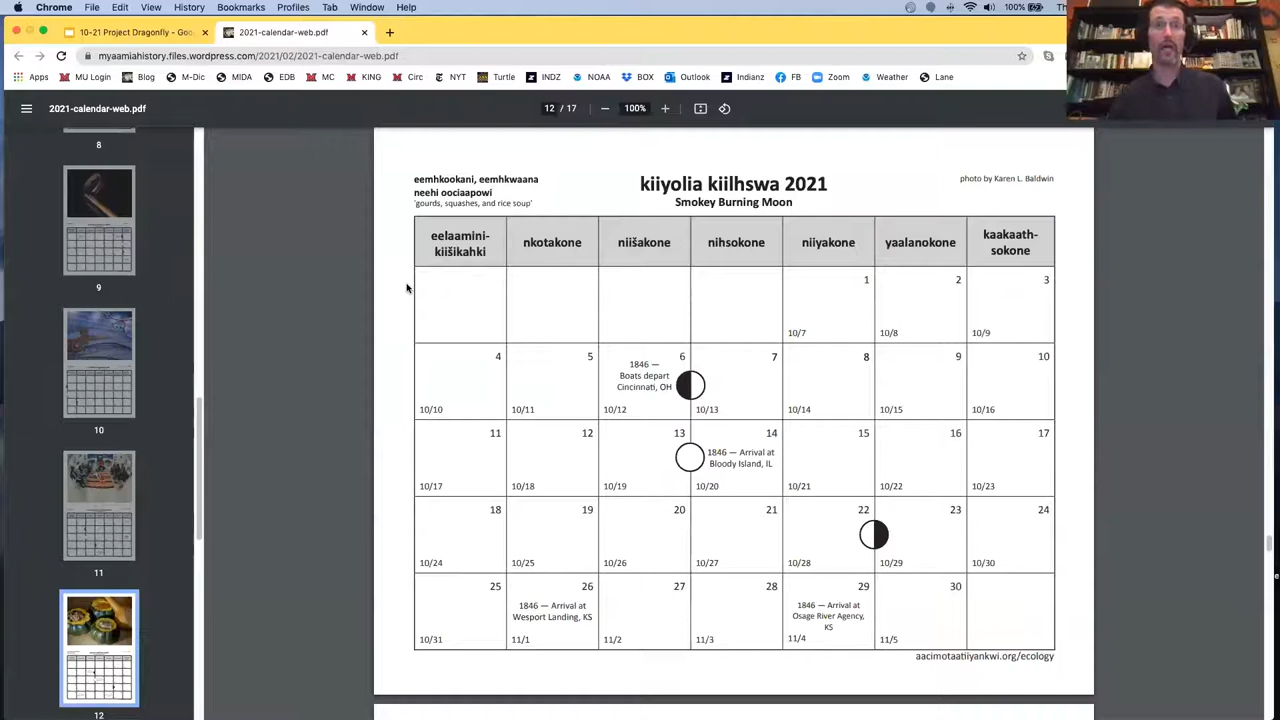 Chrome File Edit View History Bookmarks Profiles Tab Window Help 100%
10-21 Project Dragonfly - Goo
2021-calendar-web.pdf
myaamiahistory.files.wordpress.com/2021/02/2021-calendar-web.pdf
Apps MU Login Blog M-Dic MIDA EDB MC KING Circ NYT Turtle INDZ NOAA BOX Outlook Indianz FB Zoom Weather Lane
2021-calendar-web.pdf 12 / 17 100%
8
9
10
11
12
eemhkookani, eemhkwaana
neehi oociaapowi
'gourds, squashes, and rice soup'
kiiyolia kiilhswa 2021
Smokey Burning Moon
photo by Karen L. Baldwin
eelaamini-
kiišikahki
nkotakone
niišakone
nihsokone
niiyakone
yaalanokone
kaakaath-
sokone
1 2 3
10/7 10/8 10/9
4 5 6 7 8 9 10
1846 —
Boats depart
Cincinnati, OH
10/10 10/11 10/12 10/13 10/14 10/15 10/16
11 12 13 14 15 16 17
1846 — Arrival at
Bloody Island, IL
10/17 10/18 10/19 10/20 10/21 10/22 10/23
18 19 20 21 22 23 24
10/24 10/25 10/26 10/27 10/28 10/29 10/30
25 26 27 28 29 30
1846 — Arrival at
Wesport Landing, KS
1846 — Arrival at
Osage River Agency,
KS
10/31 11/1 11/2 11/3 11/4 11/5
aacimotaatiiyankwi.org/ecology